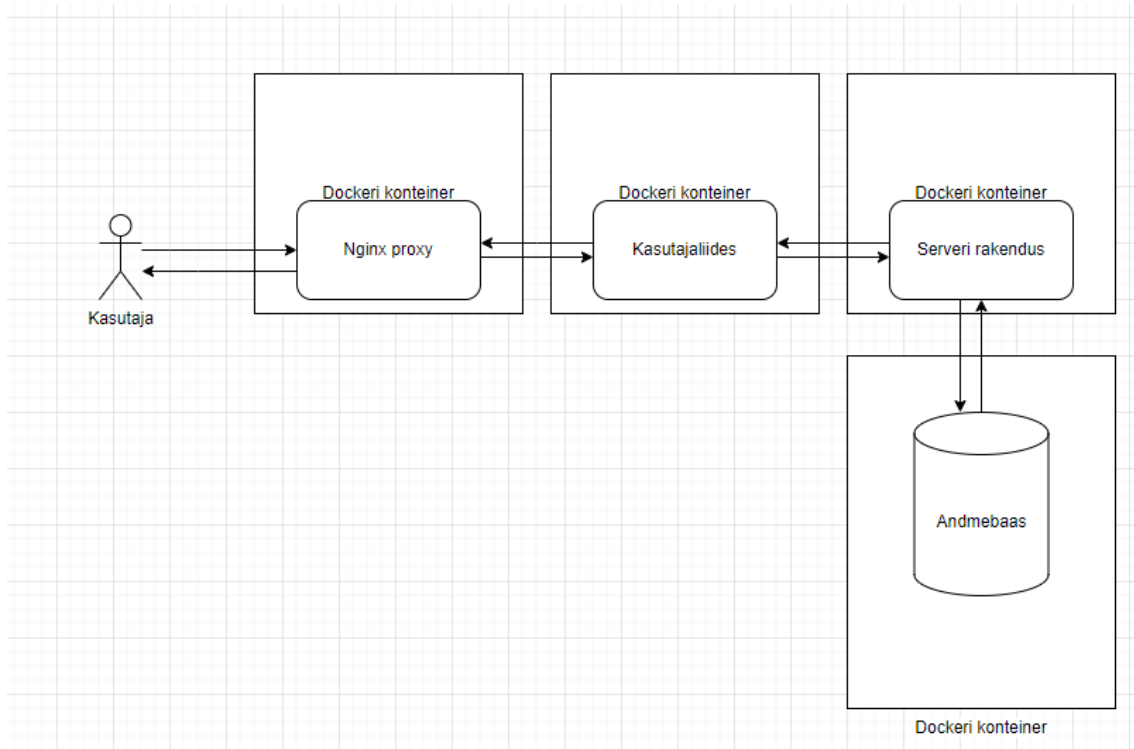 Dockeri konteiner
Dockeri konteiner
Dockeri konteiner
Nginx proxy
Kasutajaliides
Serveri rakendus
Kasutaja
Andmebaas
Dockeri konteiner